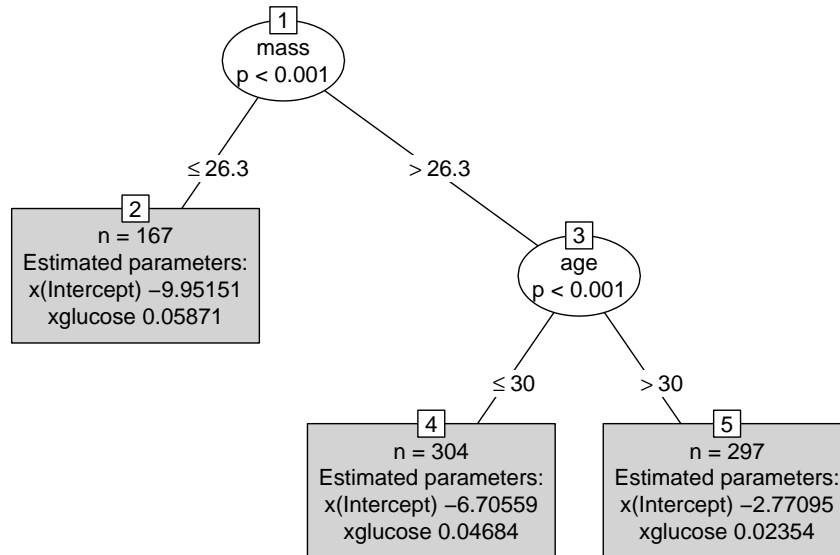 1
mass
p < 0.001
≤ 26.3
> 26.3
2
n = 167
Estimated parameters:
x(Intercept) −9.95151
xglucose 0.05871
3
age
p < 0.001
≤ 30
> 30
4
n = 304
Estimated parameters:
x(Intercept) −6.70559
xglucose 0.04684
5
n = 297
Estimated parameters:
x(Intercept) −2.77095
xglucose 0.02354